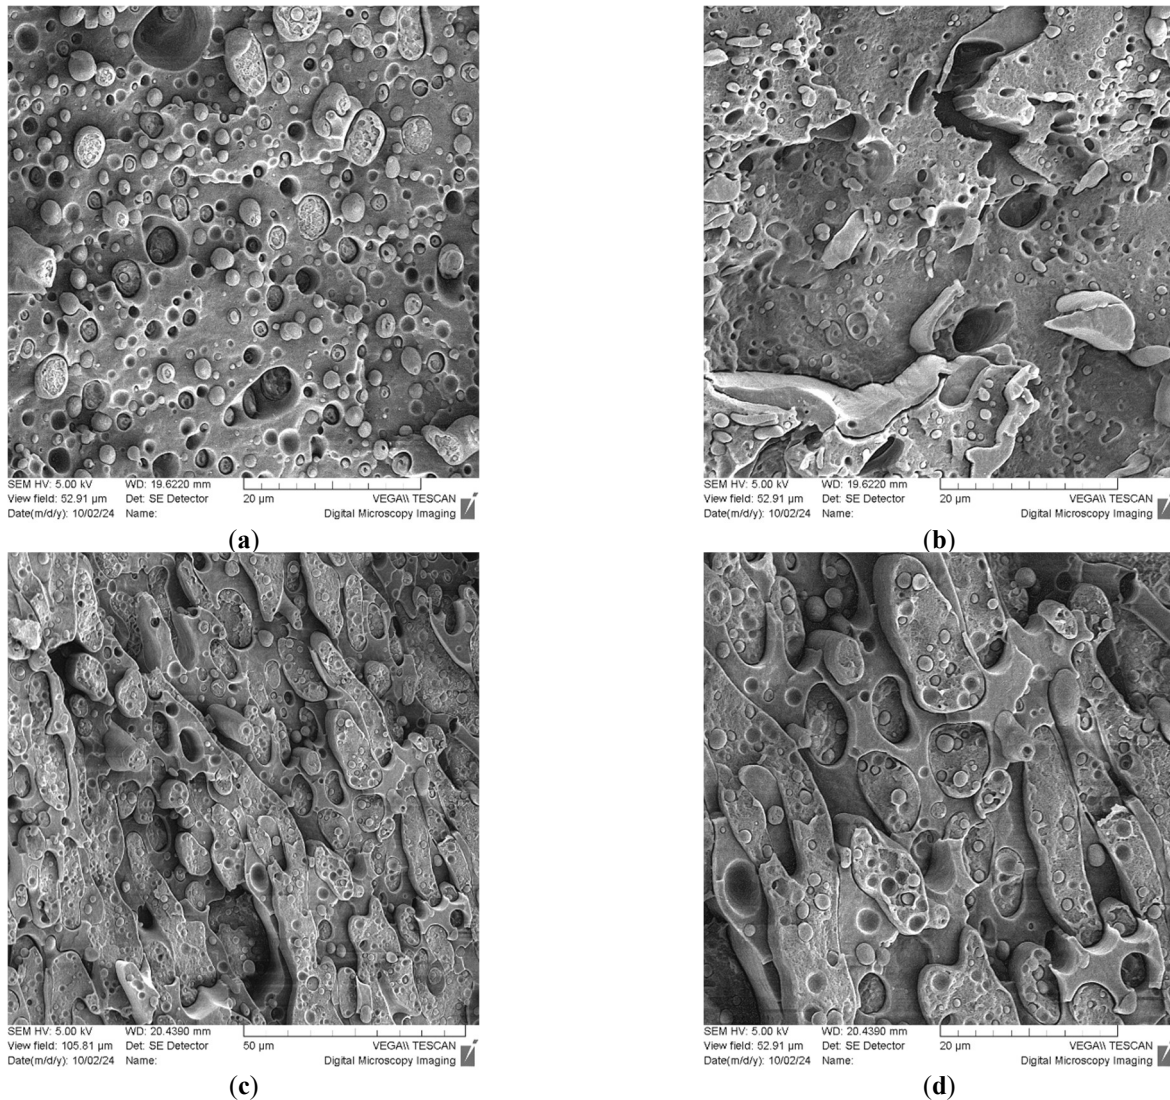 SEM HV: 5.00 kV WD: 19.6220 mm
View field: 52.91 µm Det: SE Detector 20 µm VEGA\\ TESCAN
Date(m/d/y): 10/02/24 Name: Digital Microscopy Imaging
(a)
SEM HV: 5.00 kV WD: 19.6220 mm
View field: 52.91 µm Det: SE Detector 20 µm VEGA\\ TESCAN
Date(m/d/y): 10/02/24 Name: Digital Microscopy Imaging
(b)
SEM HV: 5.00 kV WD: 20.4390 mm
View field: 105.81 µm Det: SE Detector 50 µm VEGA\\ TESCAN
Date(m/d/y): 10/02/24 Name: Digital Microscopy Imaging
(c)
SEM HV: 5.00 kV WD: 20.4390 mm
View field: 52.91 µm Det: SE Detector 20 µm VEGA\\ TESCAN
Date(m/d/y): 10/02/24 Name: Digital Microscopy Imaging
(d)